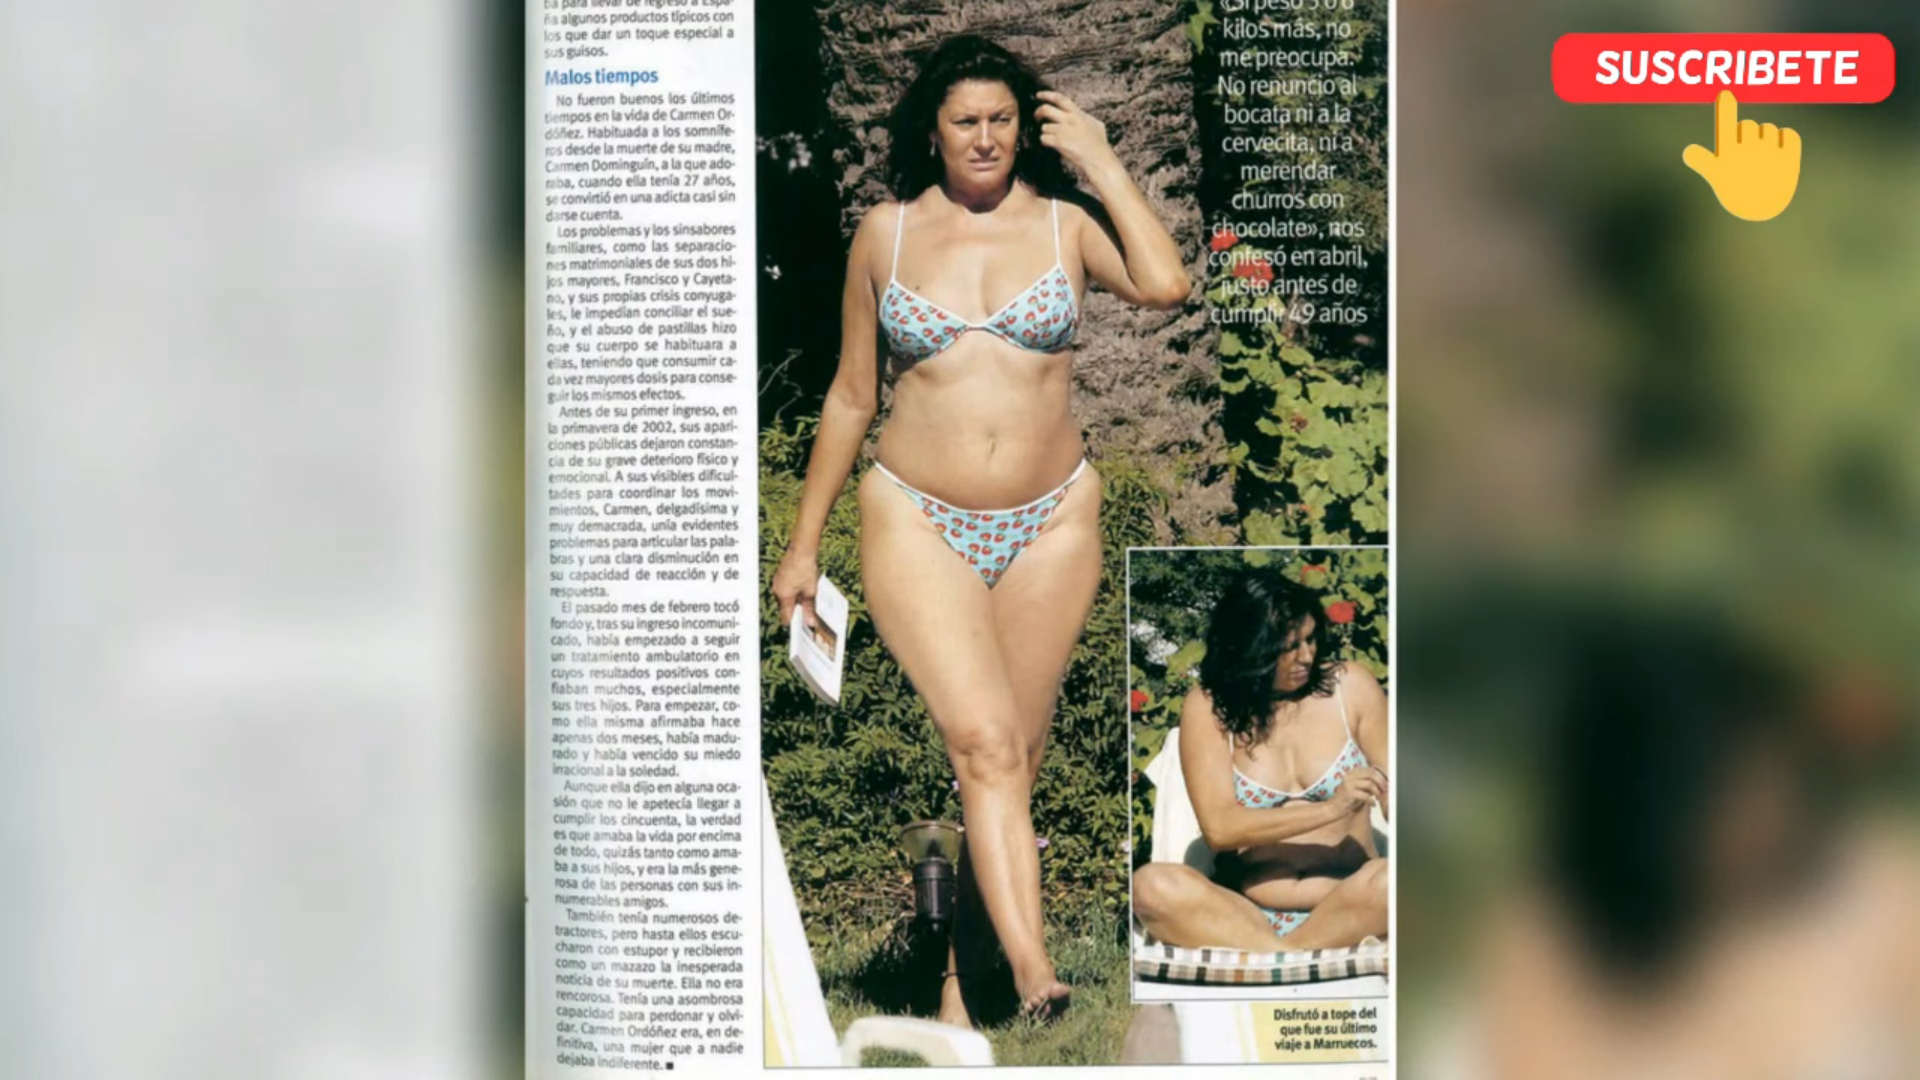 ba para llevar de regreso a Espa-
ña algunos productos típicos con
los que dar un toque especial a
sus guisos.
Malos tiempos
No fueron buenos los últimos
tiempos en la vida de Carmen Or-
dóñez. Habituada a los somnífe-
ros desde la muerte de su madre,
Carmen Dominguín, a la que ado-
raba, cuando ella tenía 27 años,
se convirtió en una adicta casi sin
darse cuenta.
Los problemas y los sinsabores
familiares, como las separacio-
nes matrimoniales de sus dos hi-
jos mayores, Francisco y Cayeta-
no, y sus propias crisis conyuga-
les, le impedían conciliar el sue-
ño, y el abuso de pastillas hizo
que su cuerpo se habituara a
ellas, teniendo que consumir ca-
da vez mayores dosis para conse-
guir los mismos efectos.
Antes de su primer ingreso, en
la primavera de 2002, sus apari-
ciones públicas dejaron constan-
cia de su grave deterioro físico y
emocional. A sus visibles dificul-
tades para coordinar los movi-
mientos, Carmen, delgadísima y
muy demacrada, unía evidentes
problemas para articular las pala-
bras y una clara disminución en
su capacidad de reacción y de
respuesta.
El pasado mes de febrero tocó
fondo y, tras su ingreso incomuni-
cado, había empezado a seguir
un tratamiento ambulatorio en
cuyos resultados positivos con-
fiaban muchos, especialmente
sus tres hijos. Para empezar, co-
mo ella misma afirmaba hace
apenas dos meses, había madu-
rado y había vencido su miedo
irracional a la soledad.
Aunque ella dijo en alguna oca-
sión que no le apetecía llegar a
cumplir los cincuenta, la verdad
es que amaba la vida por encima
de todo, quizás tanto como ama-
ba a sus hijos, y era la más gene-
rosa de las personas con sus in-
numerables amigos.
También tenía numerosos de-
tractores, pero hasta ellos escu-
charon con estupor y recibieron
como un mazazo la inesperada
noticia de su muerte. Ella no era
rencorosa. Tenía una asombrosa
capacidad para perdonar y olvi-
dar. Carmen Ordóñez era, en de-
finitiva, una mujer que a nadie
dejaba indiferente.
«Si peso 5 o 6
kilos más, no
me preocupa.
No renuncio al
bocata ni a la
cervecita, ni a
merendar
churros con
chocolate», nos
confesó en abril,
justo antes de
cumplir 49 años
Disfrutó a tope del
que fue su último
viaje a Marruecos.
SUSCRIBETE